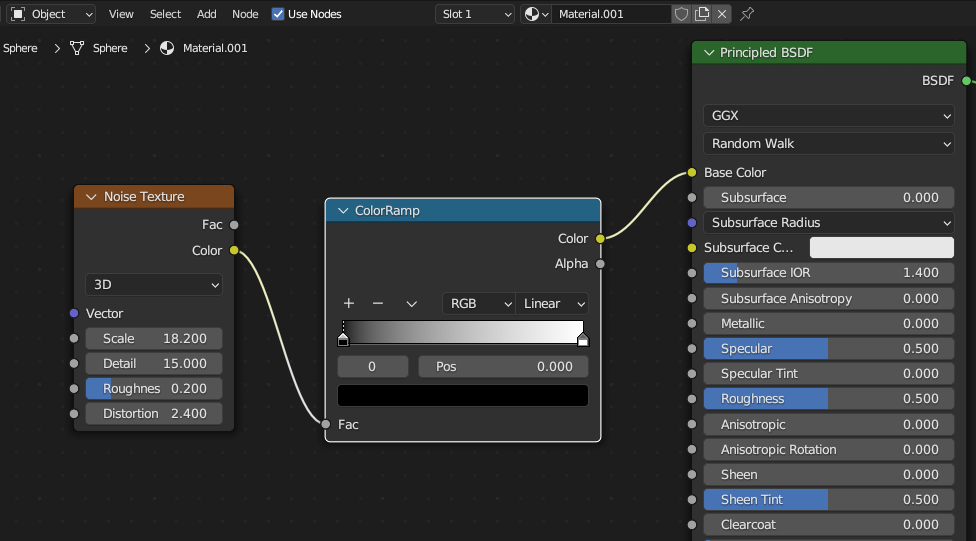 Object View Select Add Node Use Nodes Slot 1 Material.001
Sphere > Sphere > Material.001
Noise Texture
Fac
Color
3D
Vector
Scale 18.200
Detail 15.000
Roughnes 0.200
Distortion 2.400
ColorRamp
Color
Alpha
+ − RGB Linear
0 Pos 0.000
Fac
Principled BSDF
BSDF
GGX
Random Walk
Base Color
Subsurface 0.000
Subsurface Radius
Subsurface C...
Subsurface IOR 1.400
Subsurface Anisotropy 0.000
Metallic 0.000
Specular 0.500
Specular Tint 0.000
Roughness 0.500
Anisotropic 0.000
Anisotropic Rotation 0.000
Sheen 0.000
Sheen Tint 0.500
Clearcoat 0.000